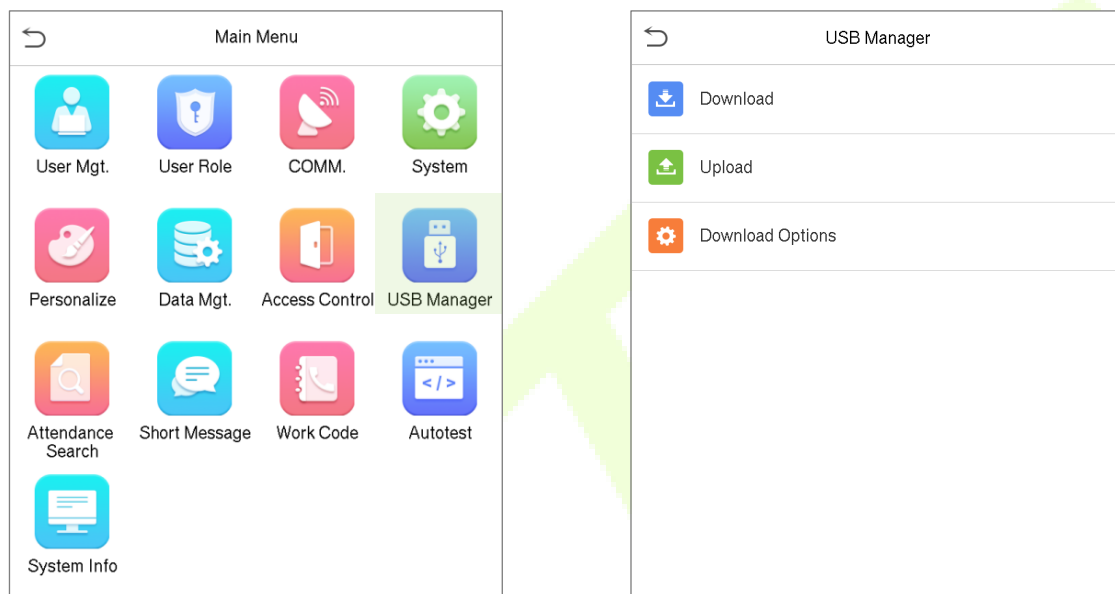 Main Menu
User Mgt.
User Role
COMM.
System
Personalize
Data Mgt.
Access Control
USB Manager
Attendance
Search
Short Message
Work Code
Autotest
System Info
USB Manager
Download
Upload
Download Options